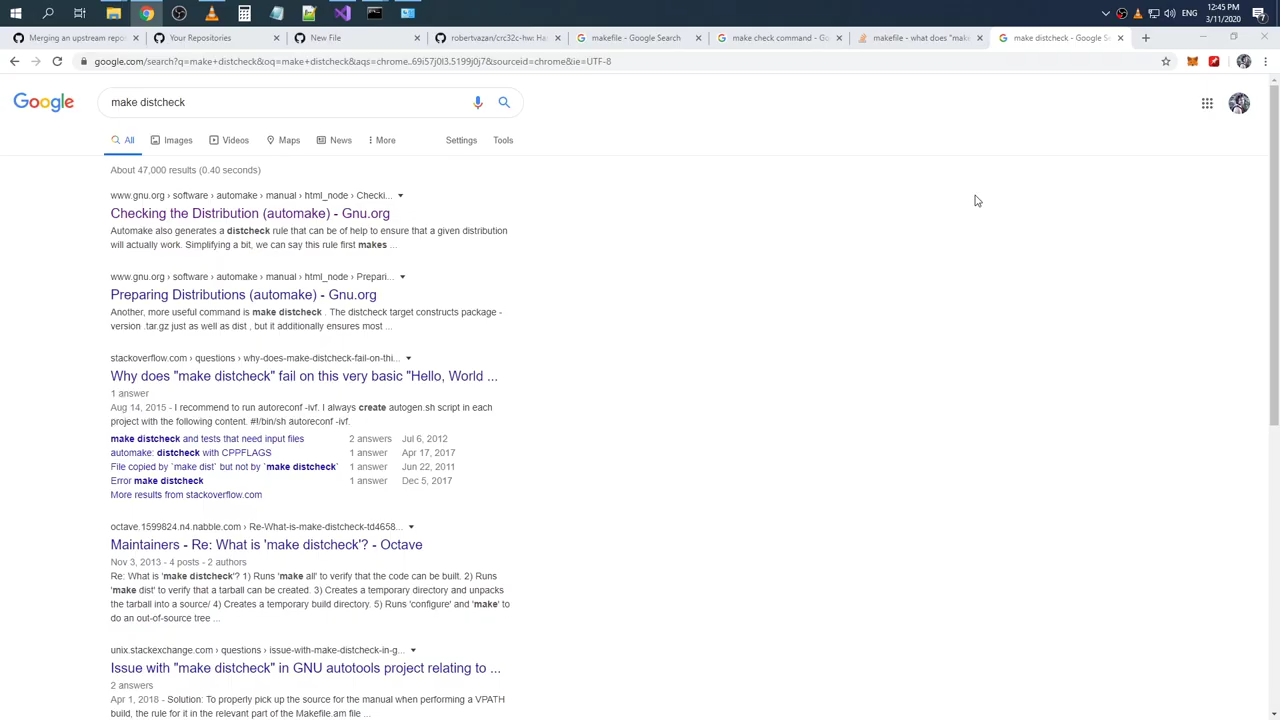 12:45 PM
ENG
3/11/2020
7
Merging an upstream repos
Your Repositories
New File
robertvazan/crc32c-hw: Har
makefile - Google Search
make check command - Goo
makefile - what does "make
make distcheck - Google Se
google.com/search?q=make+distcheck&oq=make+distcheck&aqs=chrome..69i57j0l3.5199j0j7&sourceid=chrome&ie=UTF-8
Google
make distcheck
All
Images
Videos
Maps
News
More
Settings
Tools
About 47,000 results (0.40 seconds)
www.gnu.org › software › automake › manual › html_node › Checki...
Checking the Distribution (automake) - Gnu.org
Automake also generates a distcheck rule that can be of help to ensure that a given distribution
will actually work. Simplifying a bit, we can say this rule first makes ...
www.gnu.org › software › automake › manual › html_node › Prepari...
Preparing Distributions (automake) - Gnu.org
Another, more useful command is make distcheck . The distcheck target constructs package -
version .tar.gz just as well as dist , but it additionally ensures most ...
stackoverflow.com › questions › why-does-make-distcheck-fail-on-thi...
Why does "make distcheck" fail on this very basic "Hello, World ...
1 answer
Aug 14, 2015 - I recommend to run autoreconf -ivf. I always create autogen.sh script in each
project with the following content. #!/bin/sh autoreconf -ivf.
make distcheck and tests that need input files 2 answers Jul 6, 2012
automake: distcheck with CPPFLAGS 1 answer Apr 17, 2017
File copied by `make dist` but not by `make distcheck` 1 answer Jun 22, 2011
Error make distcheck 1 answer Dec 5, 2017
More results from stackoverflow.com
octave.1599824.n4.nabble.com › Re-What-is-make-distcheck-td4658...
Maintainers - Re: What is 'make distcheck'? - Octave
Nov 3, 2013 - 4 posts - 2 authors
Re: What is 'make distcheck'? 1) Runs 'make all' to verify that the code can be built. 2) Runs
'make dist' to verify that a tarball can be created. 3) Creates a temporary directory and unpacks
the tarball into a source/ 4) Creates a temporary build directory. 5) Runs 'configure' and 'make' to
do an out-of-source tree ...
unix.stackexchange.com › questions › issue-with-make-distcheck-in-g...
Issue with "make distcheck" in GNU autotools project relating to ...
2 answers
Apr 1, 2018 - Solution: To properly pick up the source for the manual when performing a VPATH
build, the rule for it in the relevant part of the Makefile.am file ...